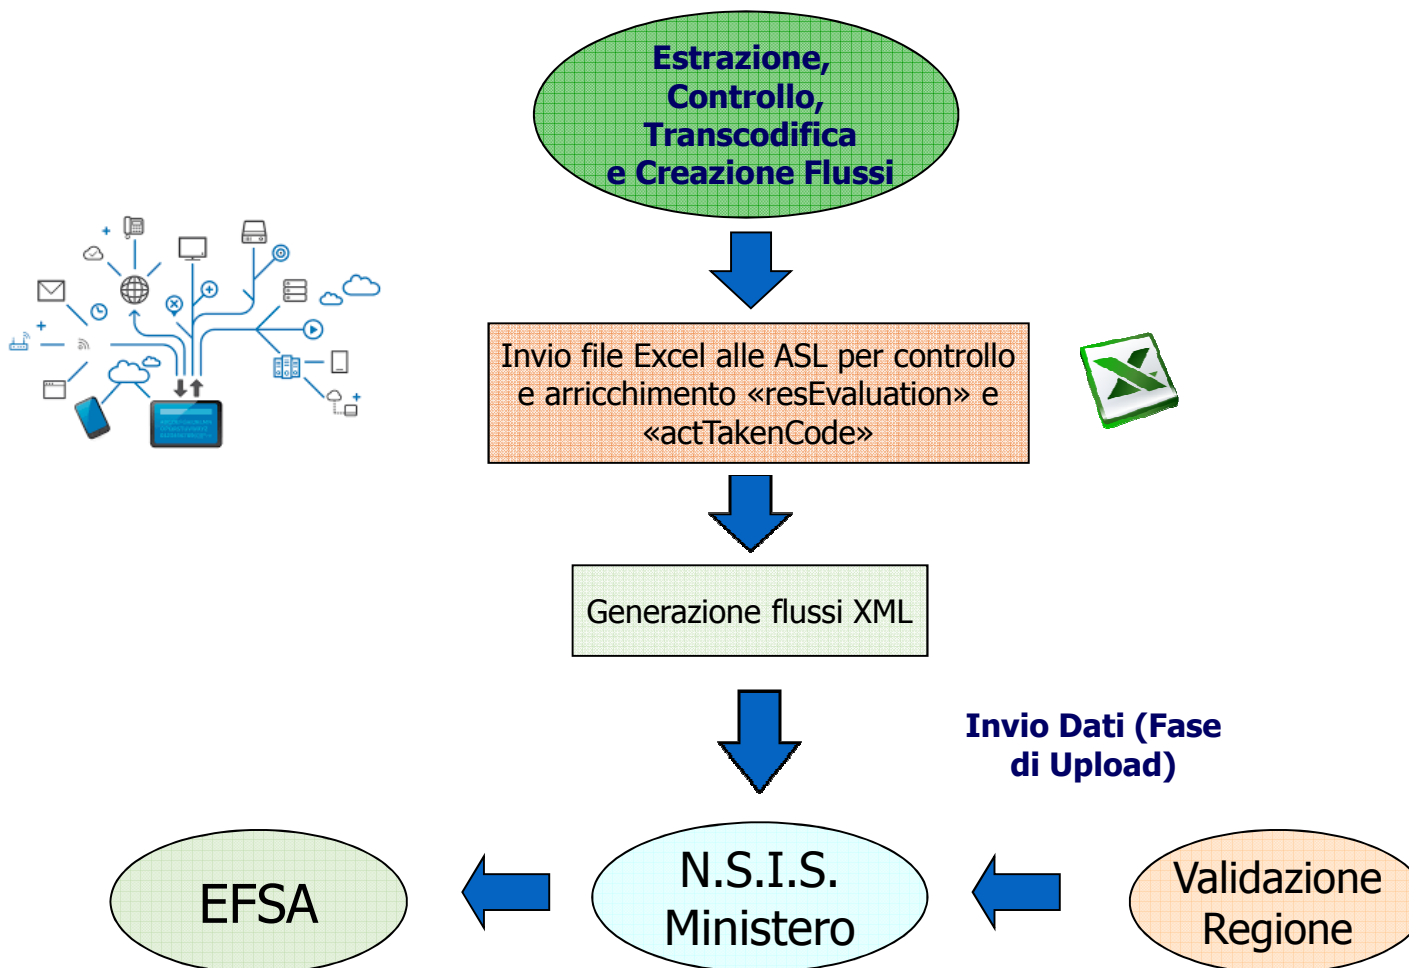 Estrazione,
Controllo,
Transcodifica
e Creazione Flussi
Invio file Excel alle ASL per controllo
e arricchimento «resEvaluation» e
«actTakenCode»
Generazione flussi XML
Invio Dati (Fase
di Upload)
EFSA
N.S.I.S.
Ministero
Validazione
Regione